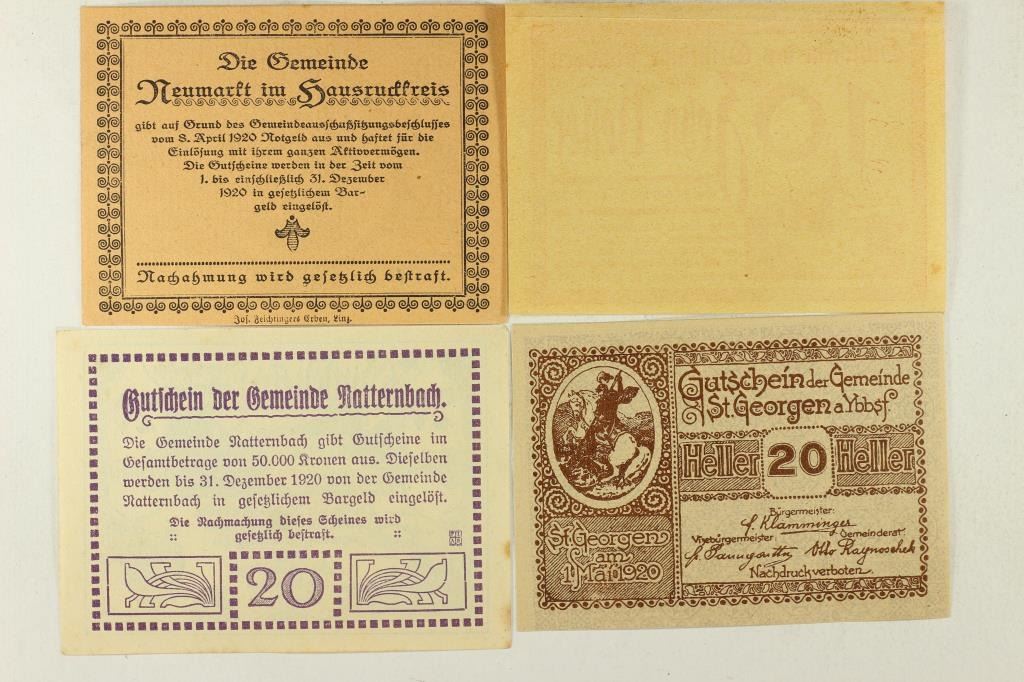 Die Gemeinde
Neumarkt im Hausruckkreis
gibt auf Grund des Gemeindeausschußsitzungsbeschlusses
vom 8. April 1920 Notgeld aus und haftet für die
Einlösung mit ihrem ganzen Aktivvermögen.
Die Gutscheine werden in der Zeit vom
1. bis einschließlich 31. Dezember
1920 in gesetzlichem Bar-
geld eingelöst.
Nachahmung wird gesetzlich bestraft.
Jos. Feichtingers Erben, Linz.
Gutschein der Gemeinde Natternbach.
Die Gemeinde Natternbach gibt Gutscheine im
Gesamtbetrage von 50.000 Kronen aus. Dieselben
werden bis 31. Dezember 1920 von der Gemeinde
Natternbach in gesetzlichem Bargeld eingelöst.
Die Nachmachung dieses Scheines wird
:: gesetzlich bestraft. ::
20
Gutschein der Gemeinde
St. Georgen a Ybbsf.
Heller 20 Heller
Bürgermeister:
Klamminger
Vizebürgermeister: Gemeinderat:
Otto
Nachdruck verboten.
St. Georgen
am
1 Mai 1920